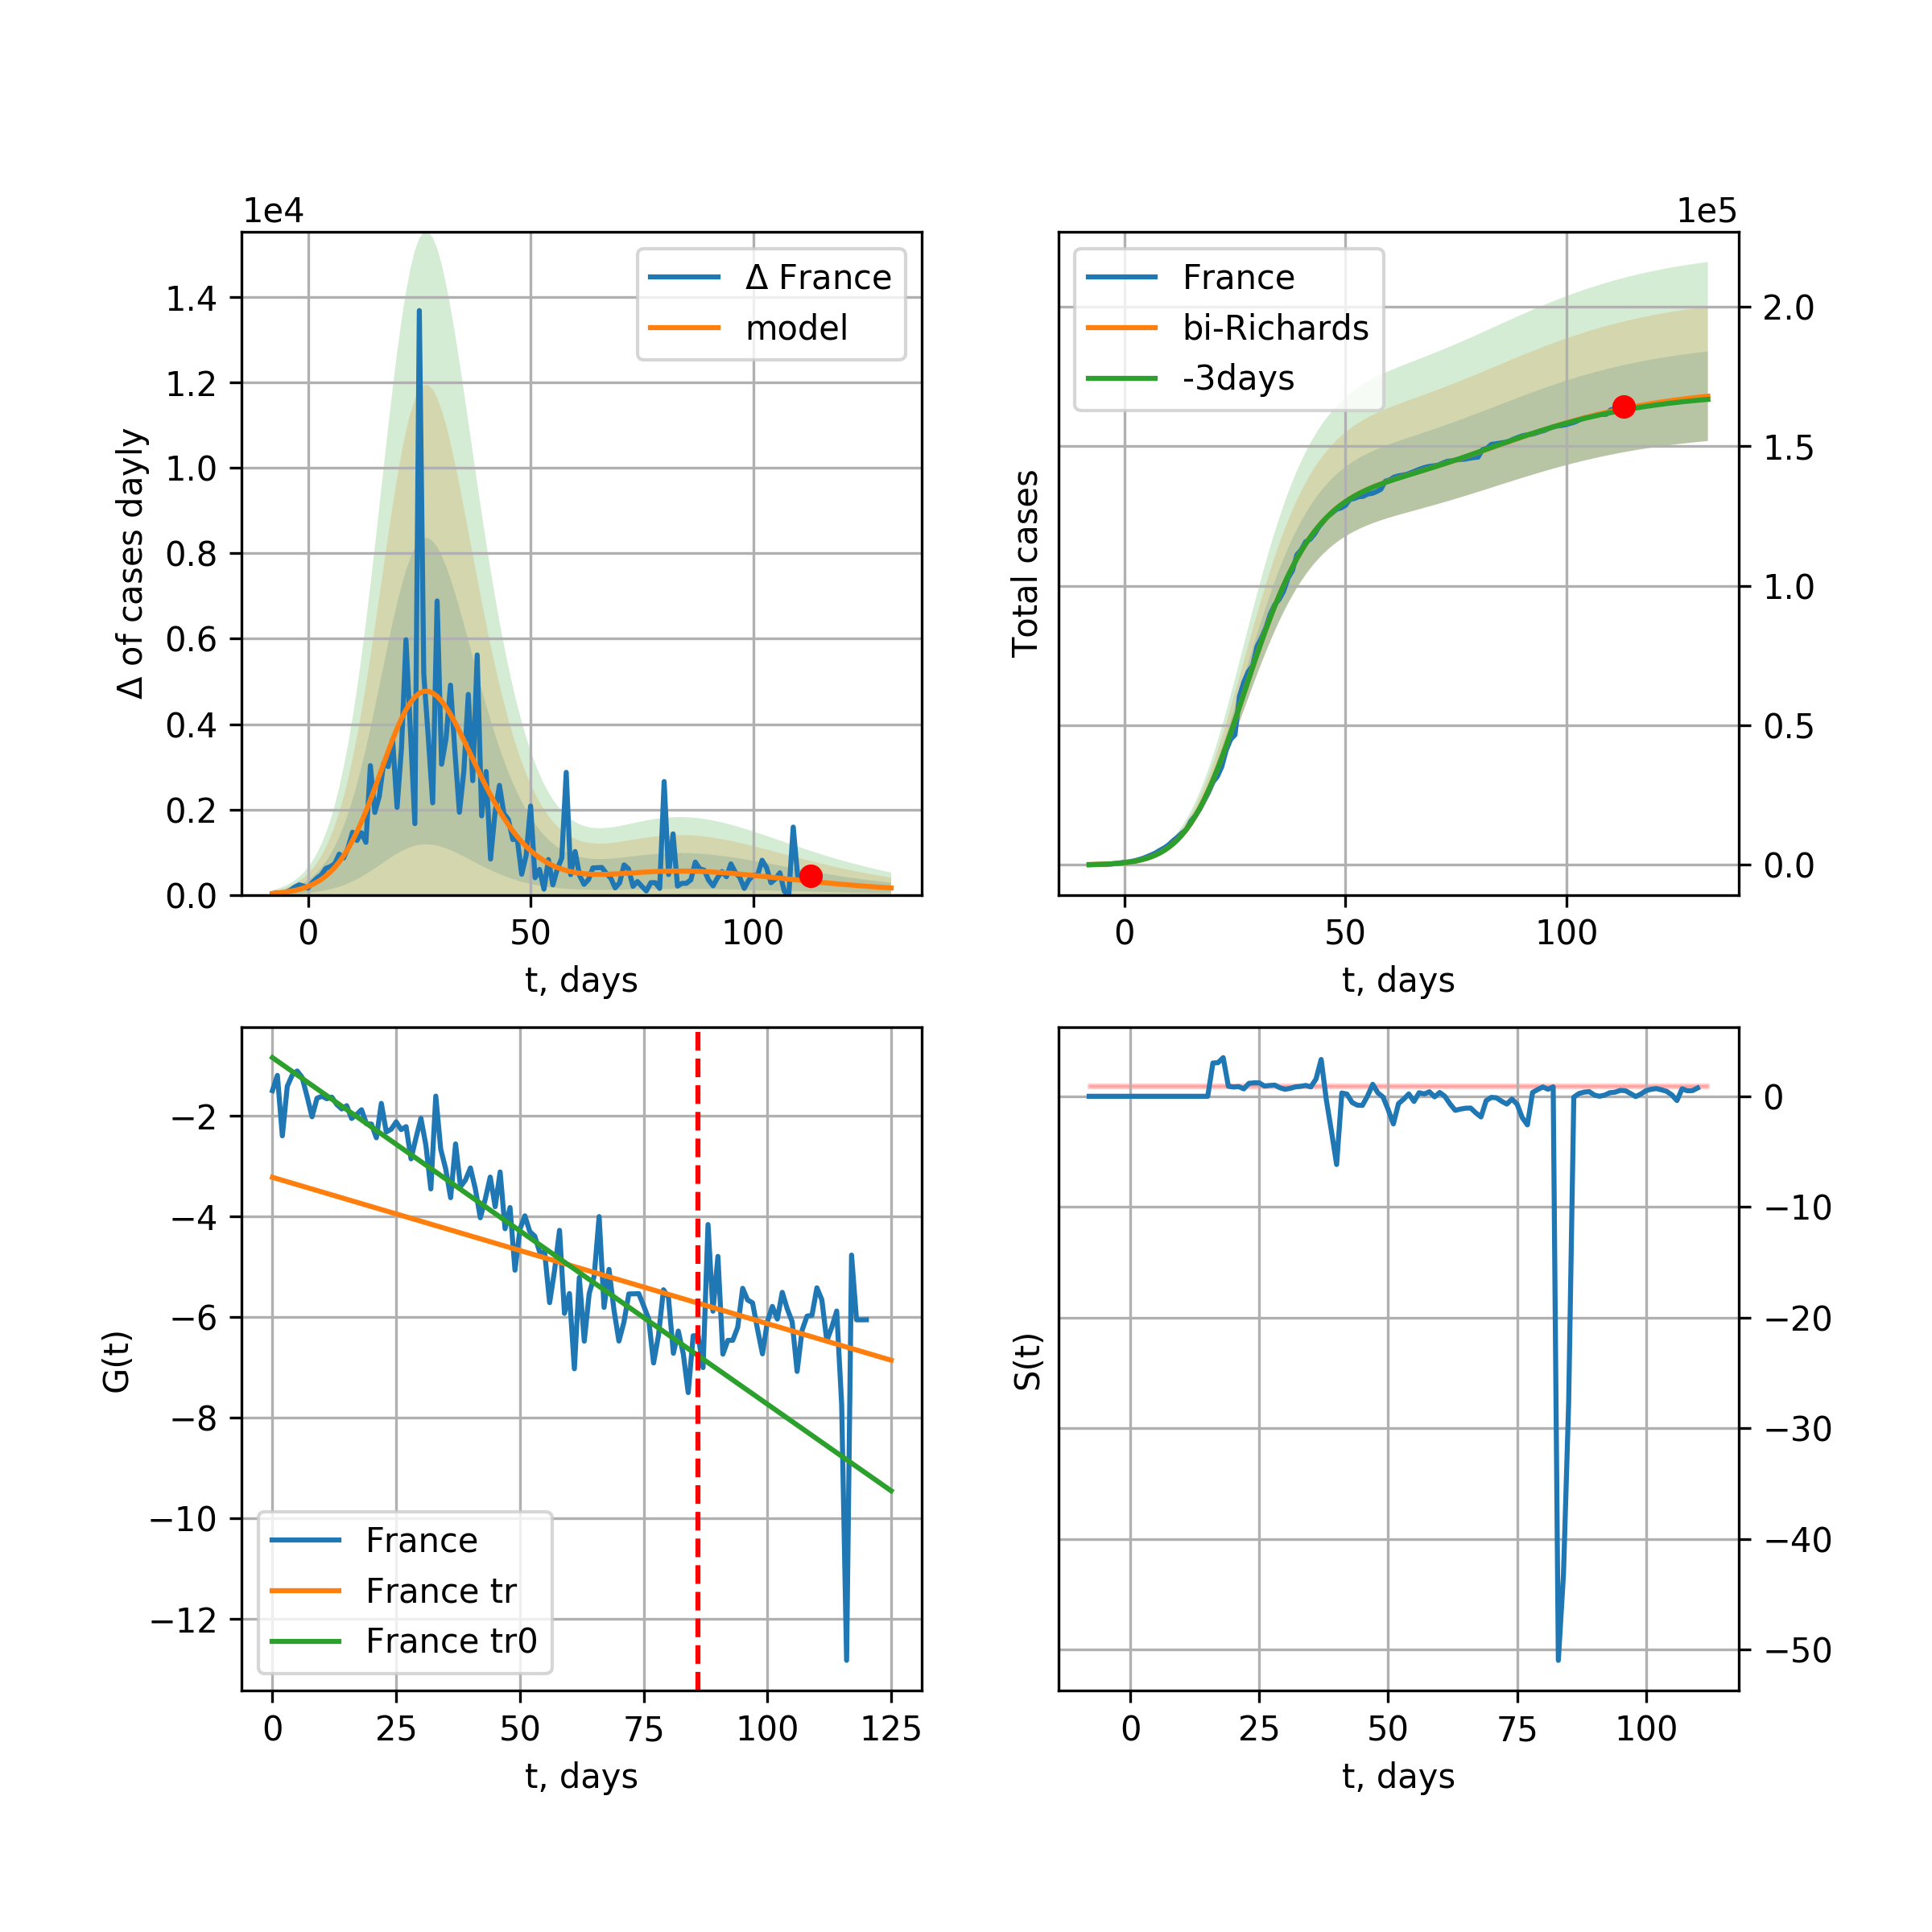 1e4
Δ of cases dayly
1.4
1.2
1.0
0.8
0.6
0.4
0.2
0.0
Δ France
model
0
50
100
t, days
1e5
Total cases
France
bi-Richards
-3days
2.0
1.5
1.0
0.5
0.0
0
50
100
t, days
G(t)
−2
−4
−6
−8
−10
−12
France
France tr
France tr0
0
25
50
75
100
125
t, days
S(t)
0
−10
−20
−30
−40
−50
0
25
50
75
100
t, days